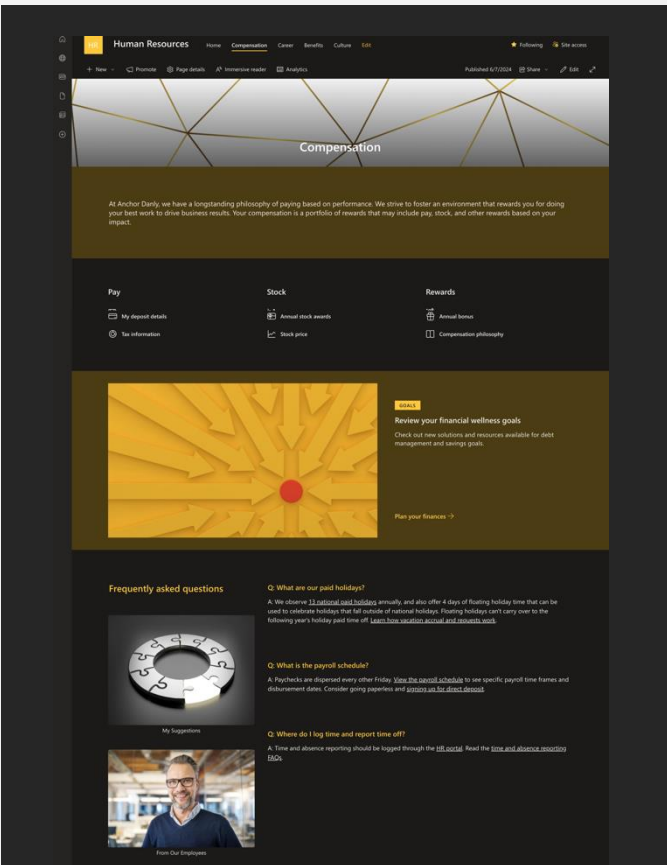 HR
Human Resources
Home Compensation Career Benefits Culture Edit
Following Site access
New Promote Page details Immersive reader Analytics
Published 6/7/2024 Share Edit
Compensation
At Anchor Danly, we have a longstanding philosophy of paying based on performance. We strive to foster an environment that rewards you for doing
your best work to drive business results. Your compensation is a portfolio of rewards that may include pay, stock, and other rewards based on your
impact.
Pay
My deposit details
Tax information
Stock
Annual stock awards
Stock price
Rewards
Annual bonus
Compensation philosophy
GOALS
Review your financial wellness goals
Check out new solutions and resources available for debt
management and savings goals.
Plan your finances →
Frequently asked questions
My Suggestions
From Our Employees
Q: What are our paid holidays?
A: We observe 13 national paid holidays annually, and also offer 4 days of floating holiday time that can be
used to celebrate holidays that fall outside of national holidays. Floating holidays can't carry over to the
following year's holiday paid time off. Learn how vacation accrual and requests work.
Q: What is the payroll schedule?
A: Paychecks are dispersed every other Friday. View the payroll schedule to see specific payroll time frames and
disbursement dates. Consider going paperless and signing up for direct deposit.
Q: Where do I log time and report time off?
A: Time and absence reporting should be logged through the HR portal. Read the time and absence reporting
FAQs.